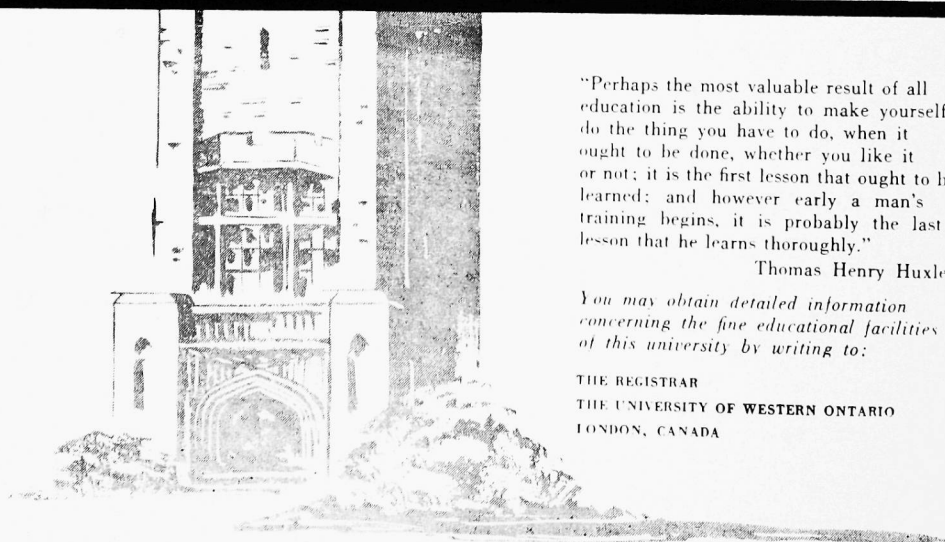 “Perhaps the most valuable result of all
education is the ability to make yourself
do the thing you have to do, when it
ought to be done, whether you like it
or not; it is the first lesson that ought to b
learned; and however early a man's
training begins, it is probably the last
lesson that he learns thoroughly.”
Thomas Henry Huxle
You may obtain detailed information
concerning the fine educational facilities
of this university by writing to:
THE REGISTRAR
THE UNIVERSITY OF WESTERN ONTARIO
LONDON, CANADA